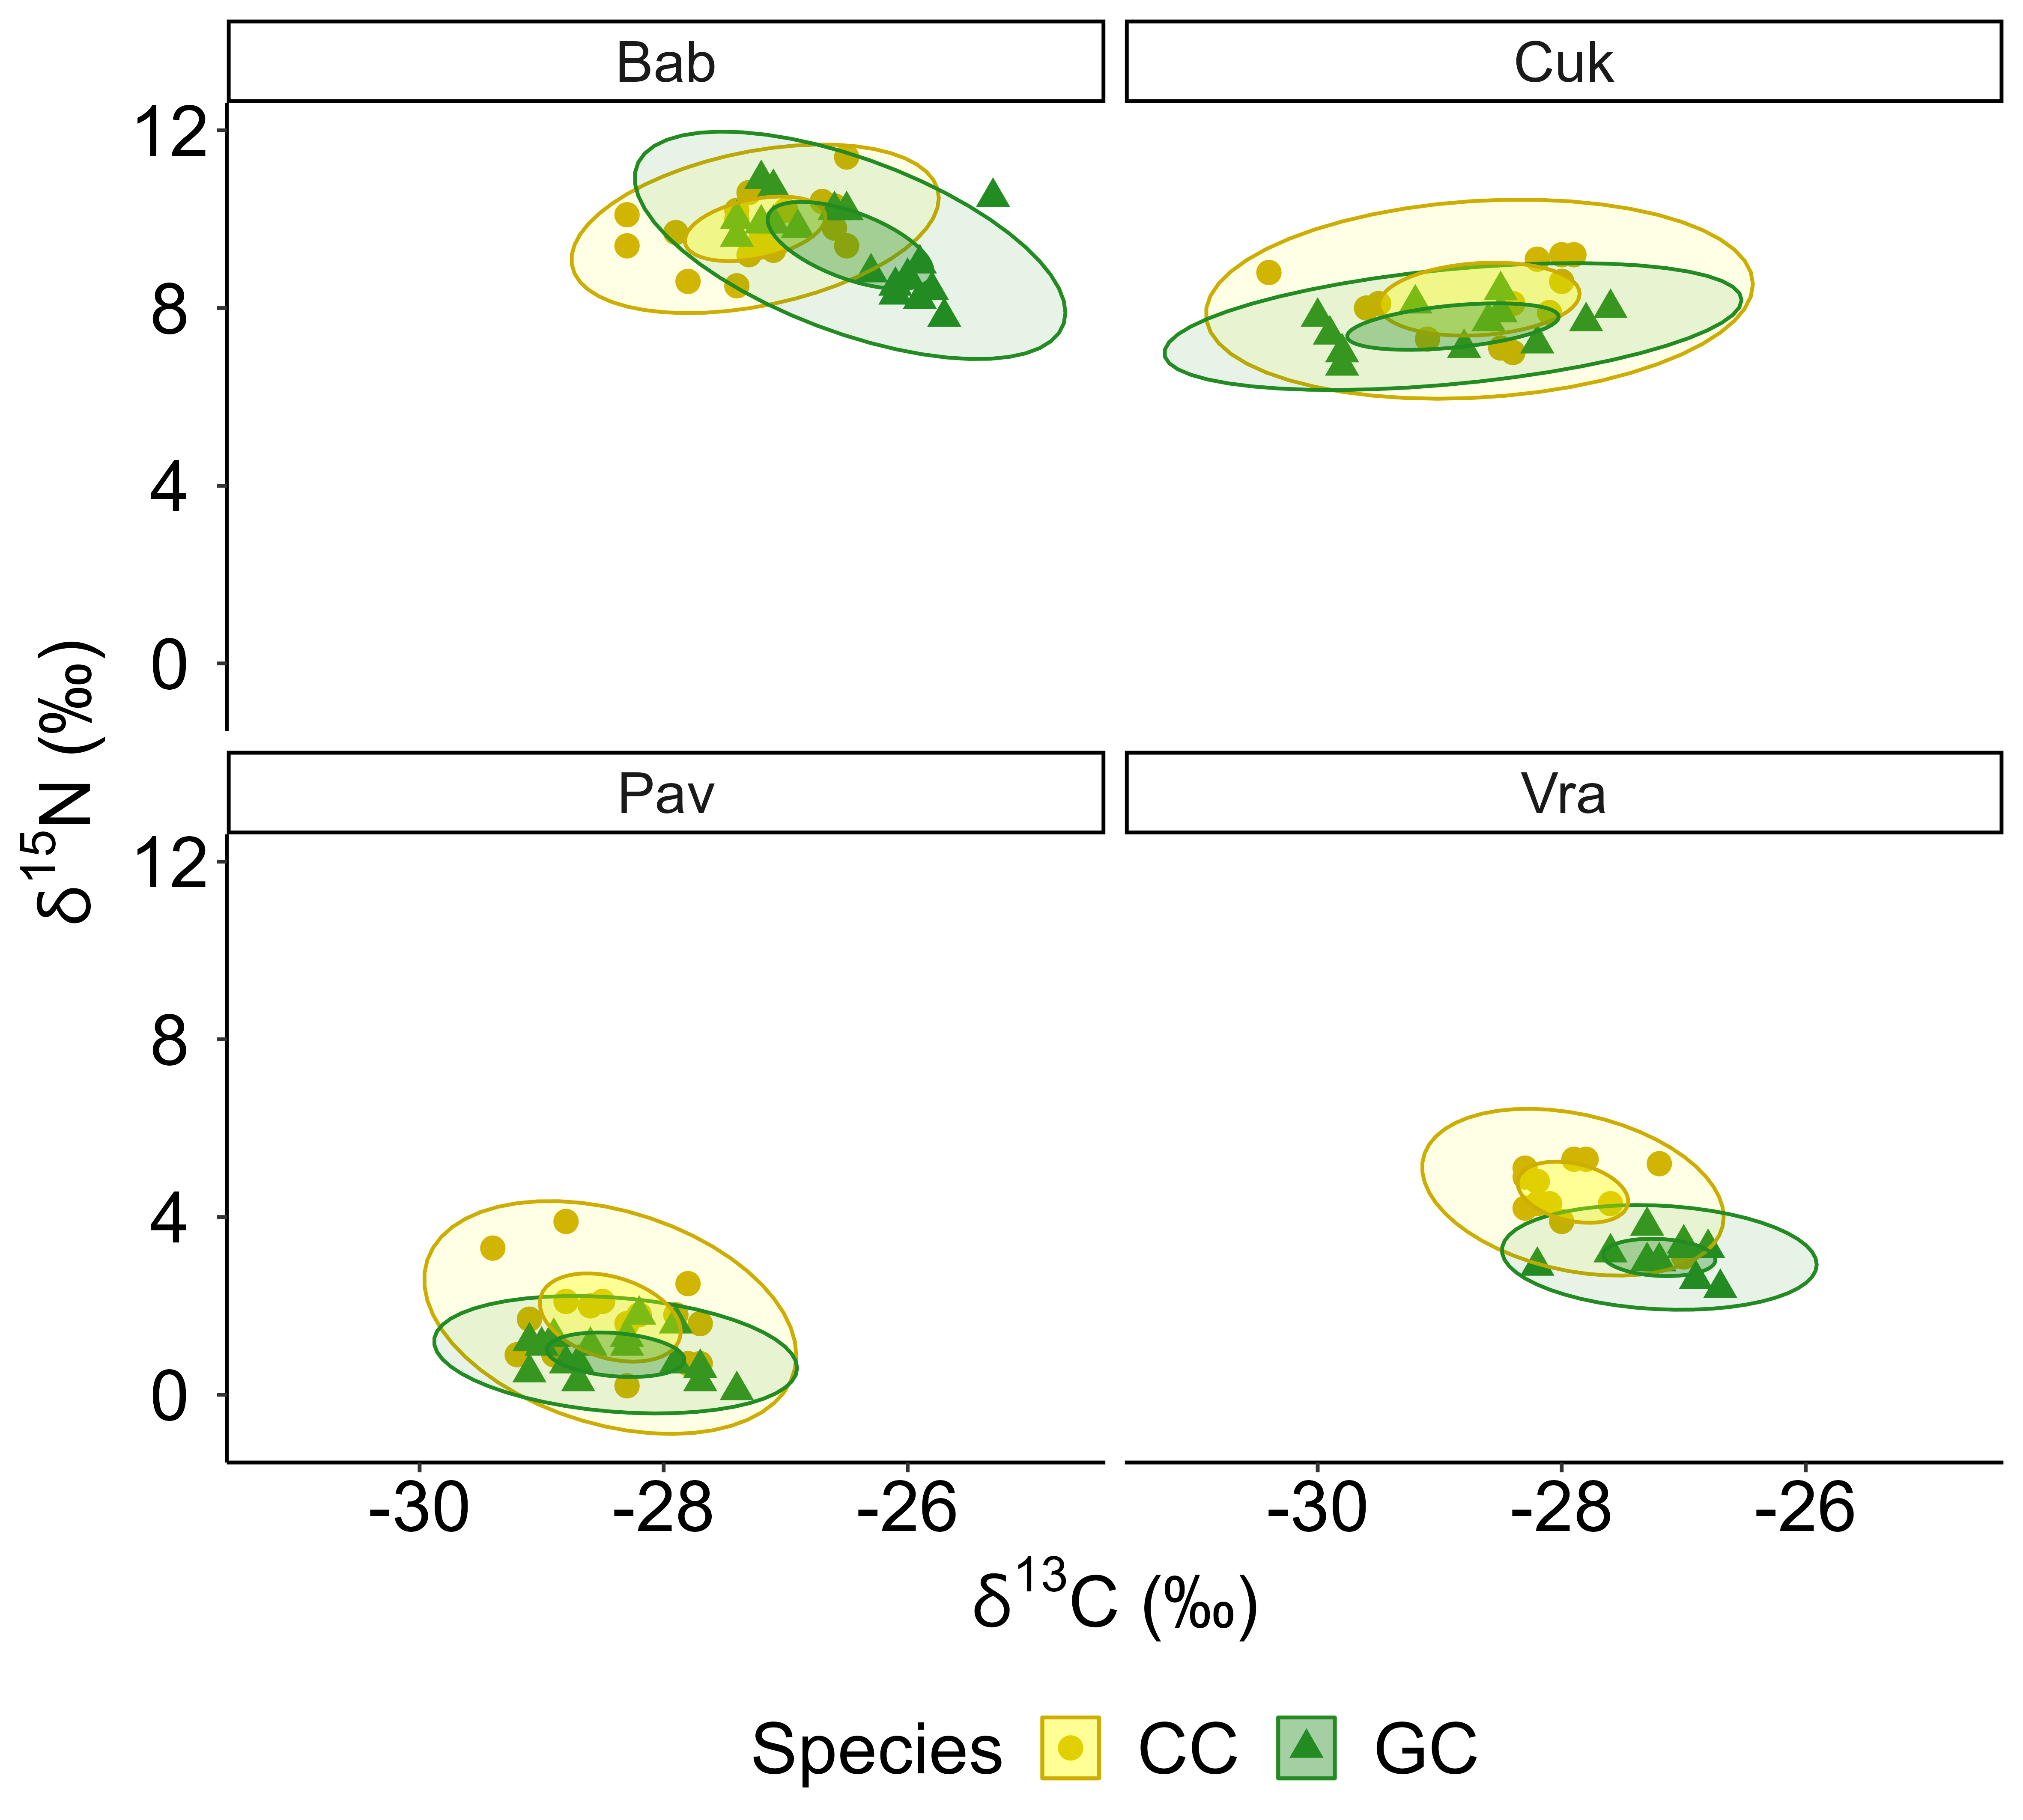 Bab
Cuk
12
8
4
0
Pav
Vra
12
8
4
0
δ¹⁵N (‰)
-30 -28 -26
-30 -28 -26
δ¹³C (‰)
Species CC GC